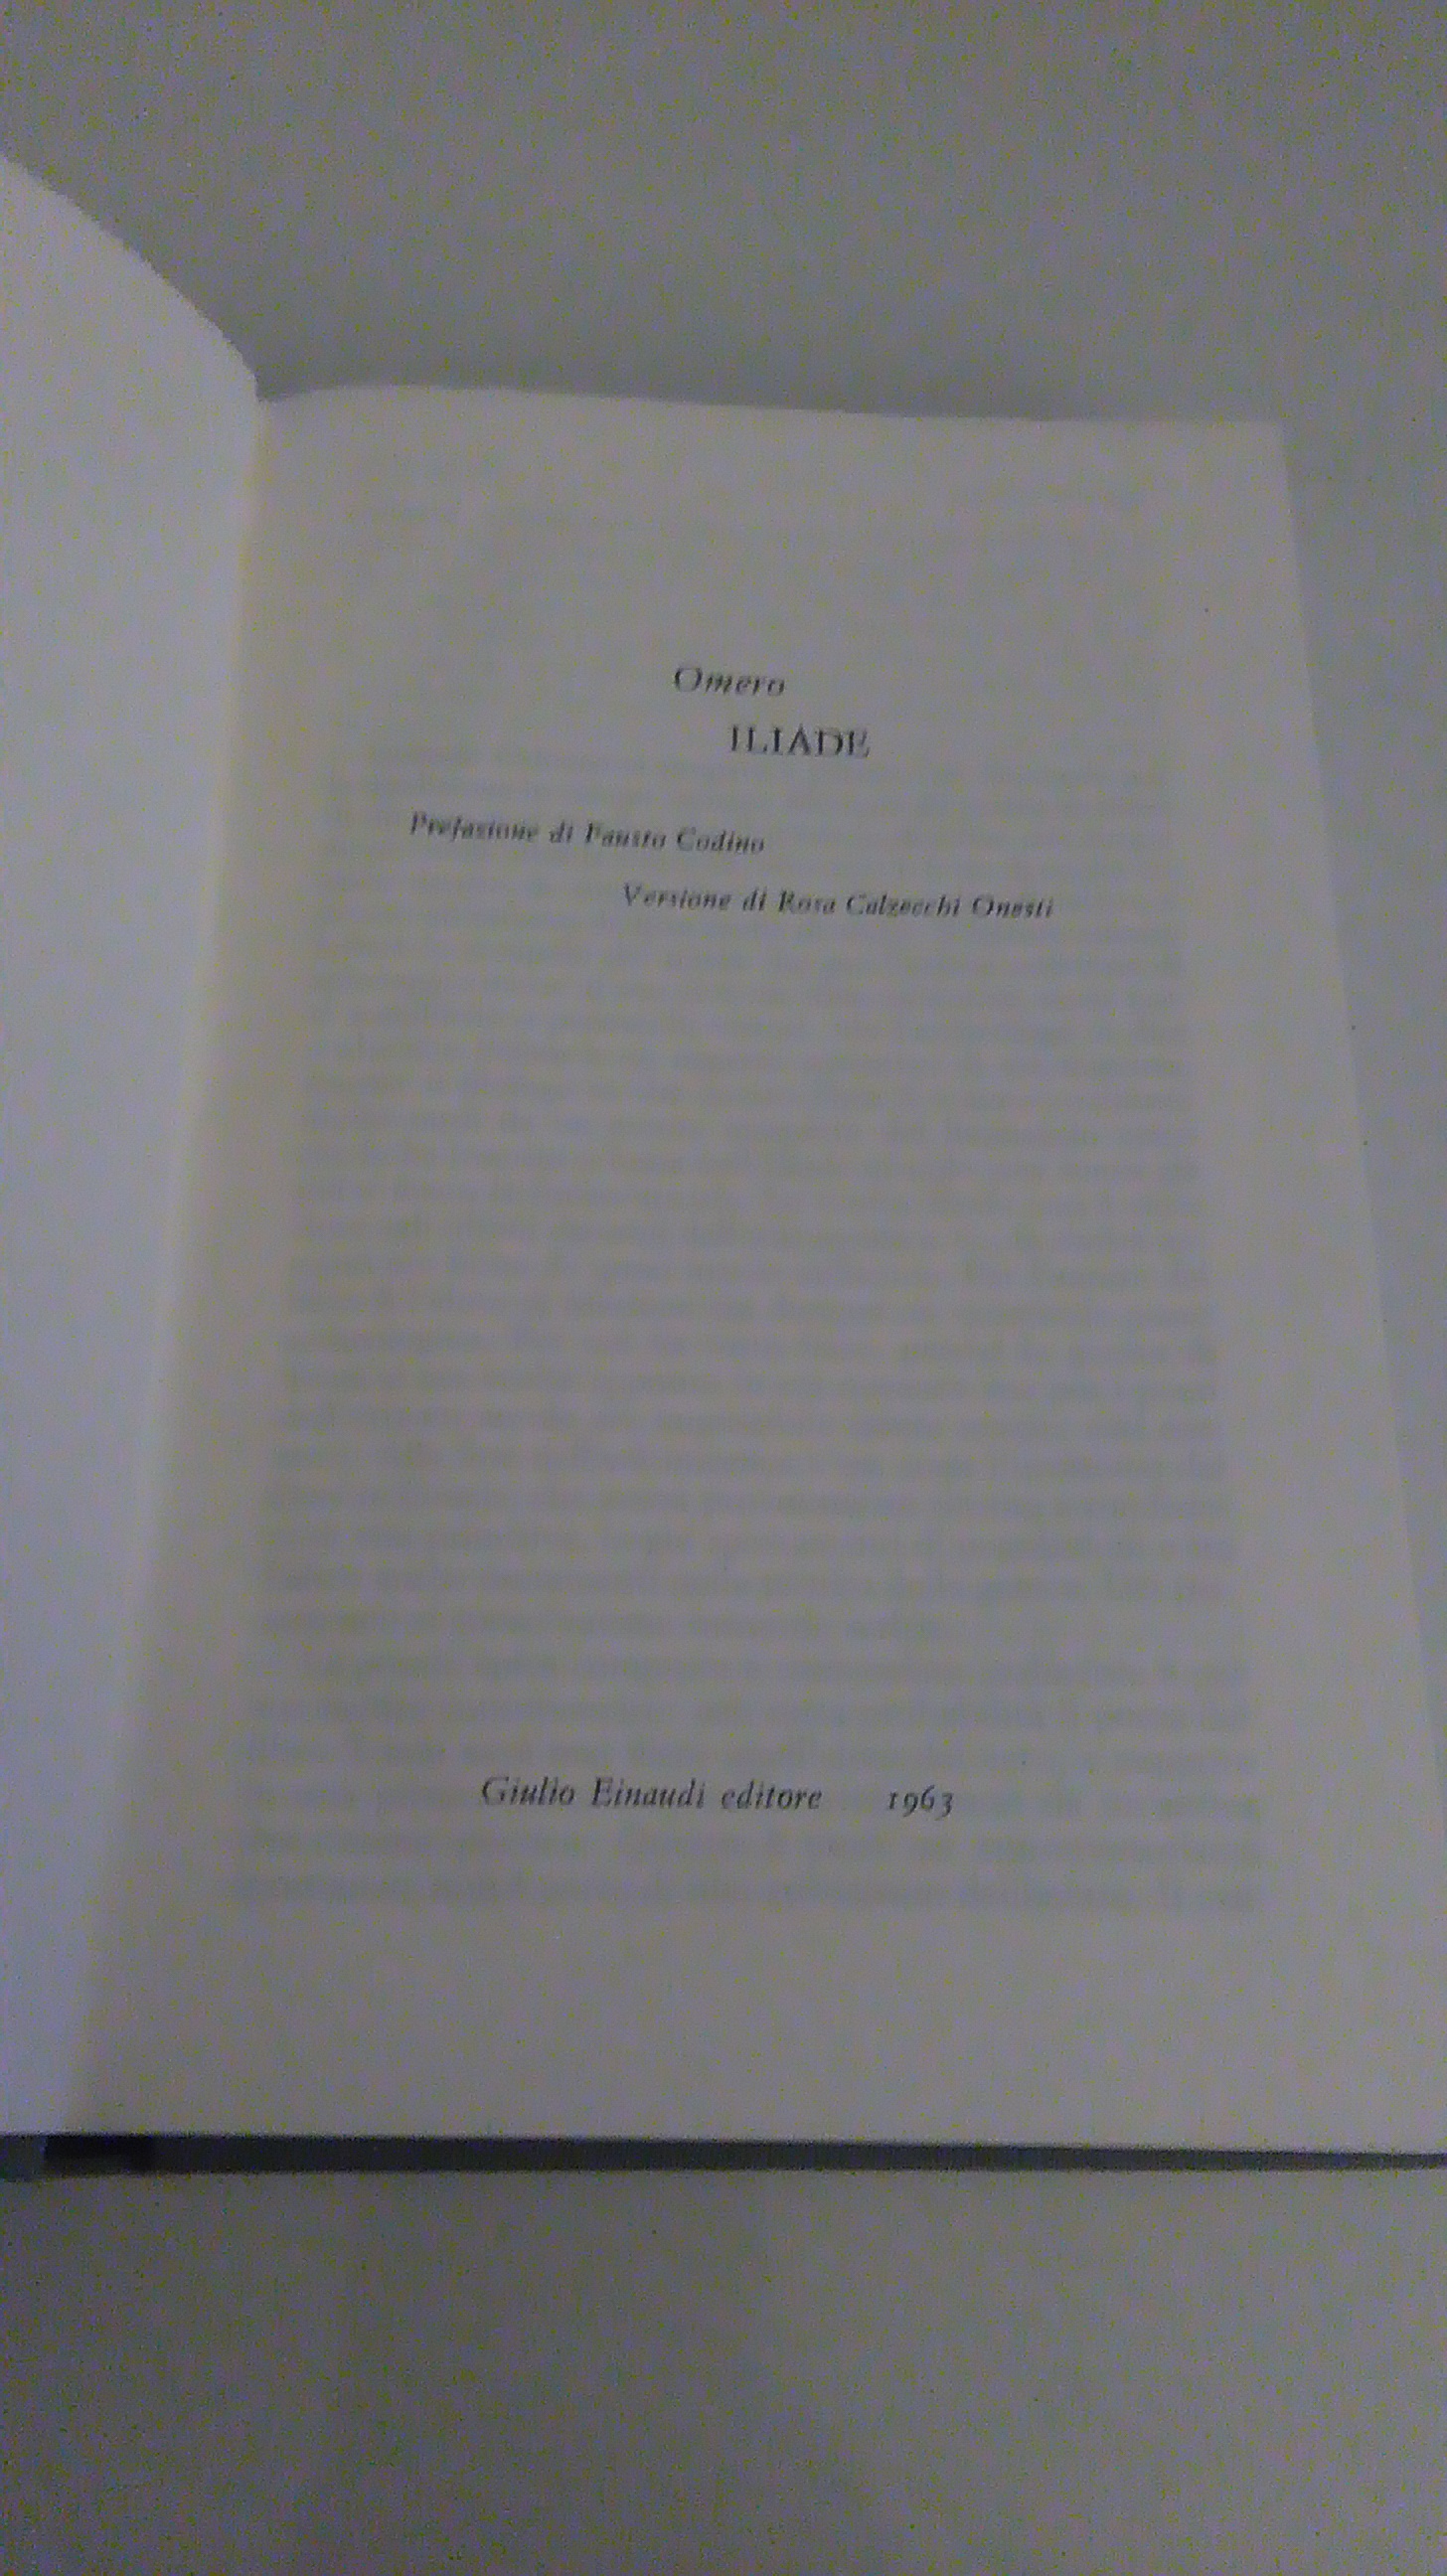 Omero
ILIADE
Prefazione di Fausto Codino
Versione di Rosa Calzecchi Onesti
Giulio Einaudi editore 1963